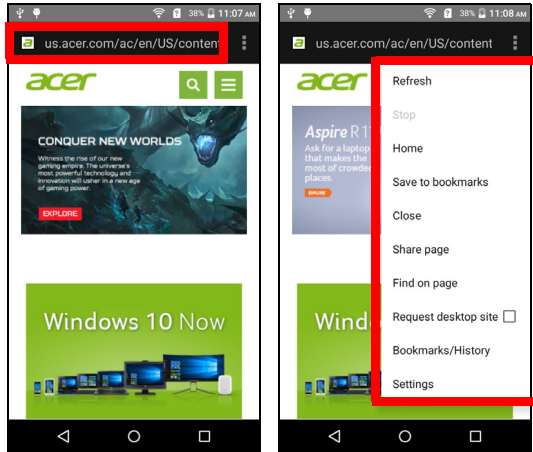 38% 11:07 AM
us.acer.com/ac/en/US/content
acer
CONQUER NEW WORLDS
Witness the rise of our new
gaming empire. The universe's
most powerful technology and
innovation will usher in a new age
of gaming power.
EXPLORE
Windows 10 Now
38% 11:08 AM
us.acer.com/ac/en/US/content
acer
Aspire R 1
Ask for a laptop
that makes the
most of crowded
places.
EXPLORE
Wind
Refresh
Stop
Home
Save to bookmarks
Close
Share page
Find on page
Request desktop site
Bookmarks/History
Settings